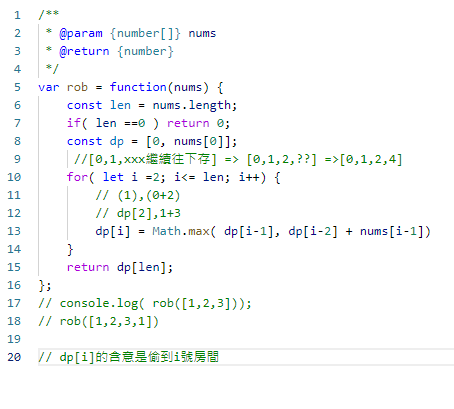 1 /**
2  * @param {number[]} nums
3  * @return {number}
4  */
5 var rob = function(nums) {
6     const len = nums.length;
7     if( len ==0 ) return 0;
8     const dp = [0, nums[0]];
9      //[0,1,xxx繼續往下存] => [0,1,2,??] =>[0,1,2,4]
10     for( let i =2; i<= len; i++) {
11         // (1),(0+2)
12         // dp[2],1+3
13         dp[i] = Math.max( dp[i-1], dp[i-2] + nums[i-1])
14     }
15     return dp[len];
16 };
17 // console.log( rob([1,2,3]));
18 // rob([1,2,3,1])
19
20 // dp[i]的含意是偷到i號房間